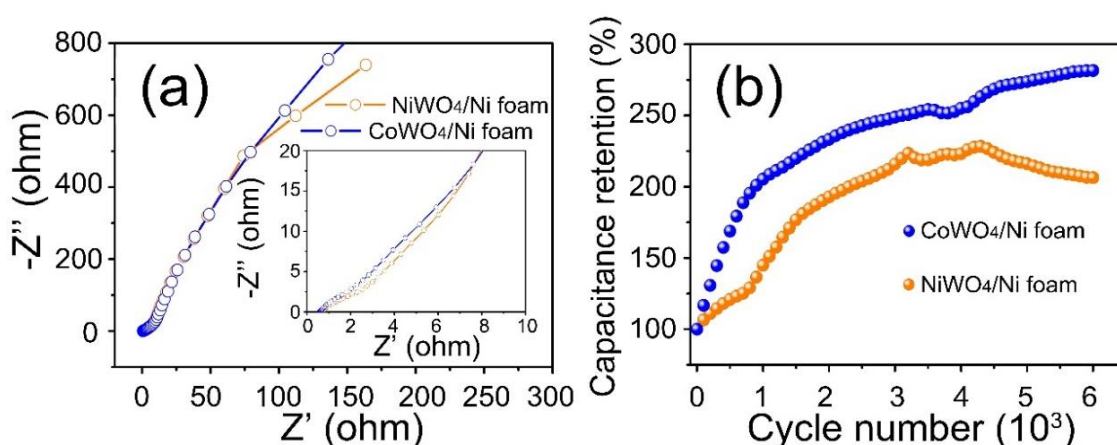 (a)
-Z’’ (ohm)
800
600
400
200
0
NiWO4/Ni foam
CoWO4/Ni foam
-Z’’ (ohm)
20
15
10
5
0
0 2 4 6 8 10
Z’ (ohm)
0 50 100 150 200 250 300
Z’ (ohm)
(b)
Capacitance retention (%)
300
250
200
150
100
CoWO4/Ni foam
NiWO4/Ni foam
0 1 2 3 4 5 6
Cycle number (10³)